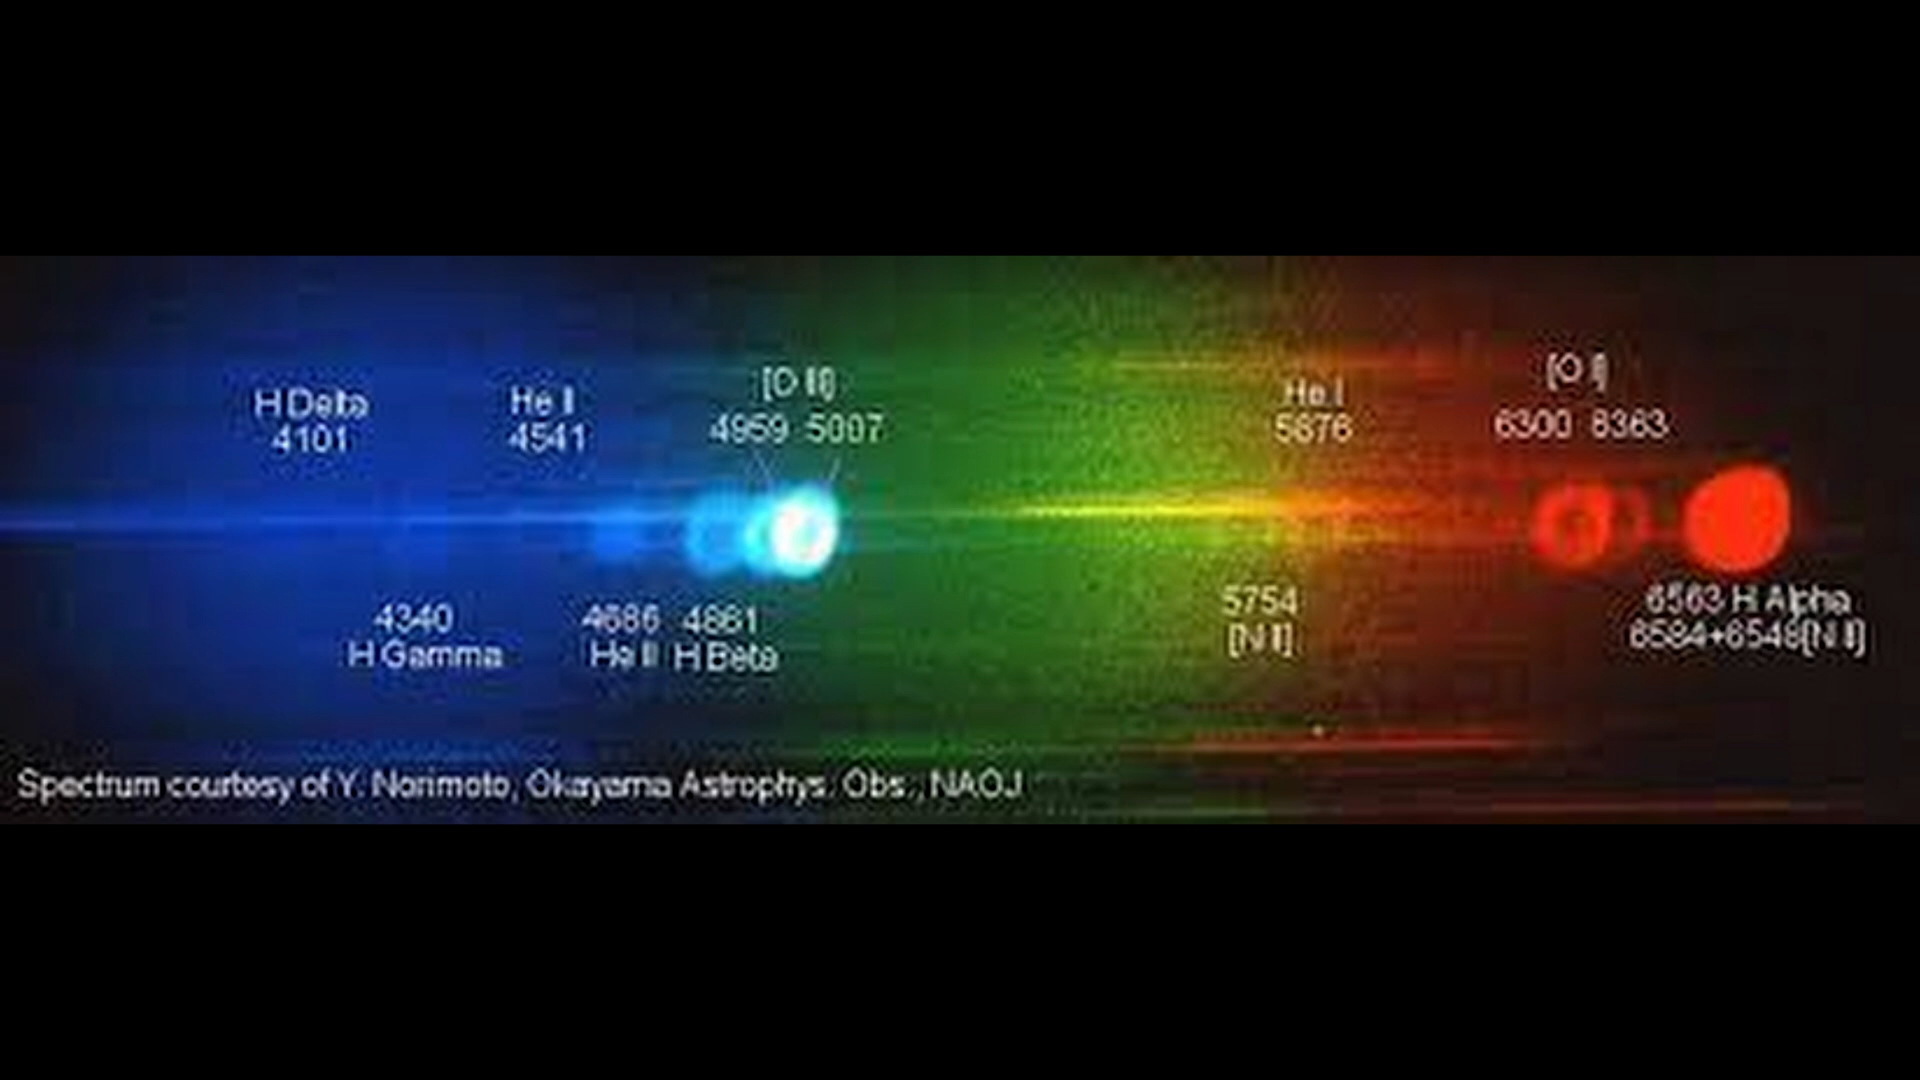 H Delta
4101
He II
4541
[O III]
4959 5007
He I
5876
[O I]
6300 6363
4340
H Gamma
4686
He II
4861
H Beta
5754
[N II]
6563 H Alpha
6584+6548[N II]
Spectrum courtesy of Y. Norimoto, Okayama Astrophys. Obs., NAOJ